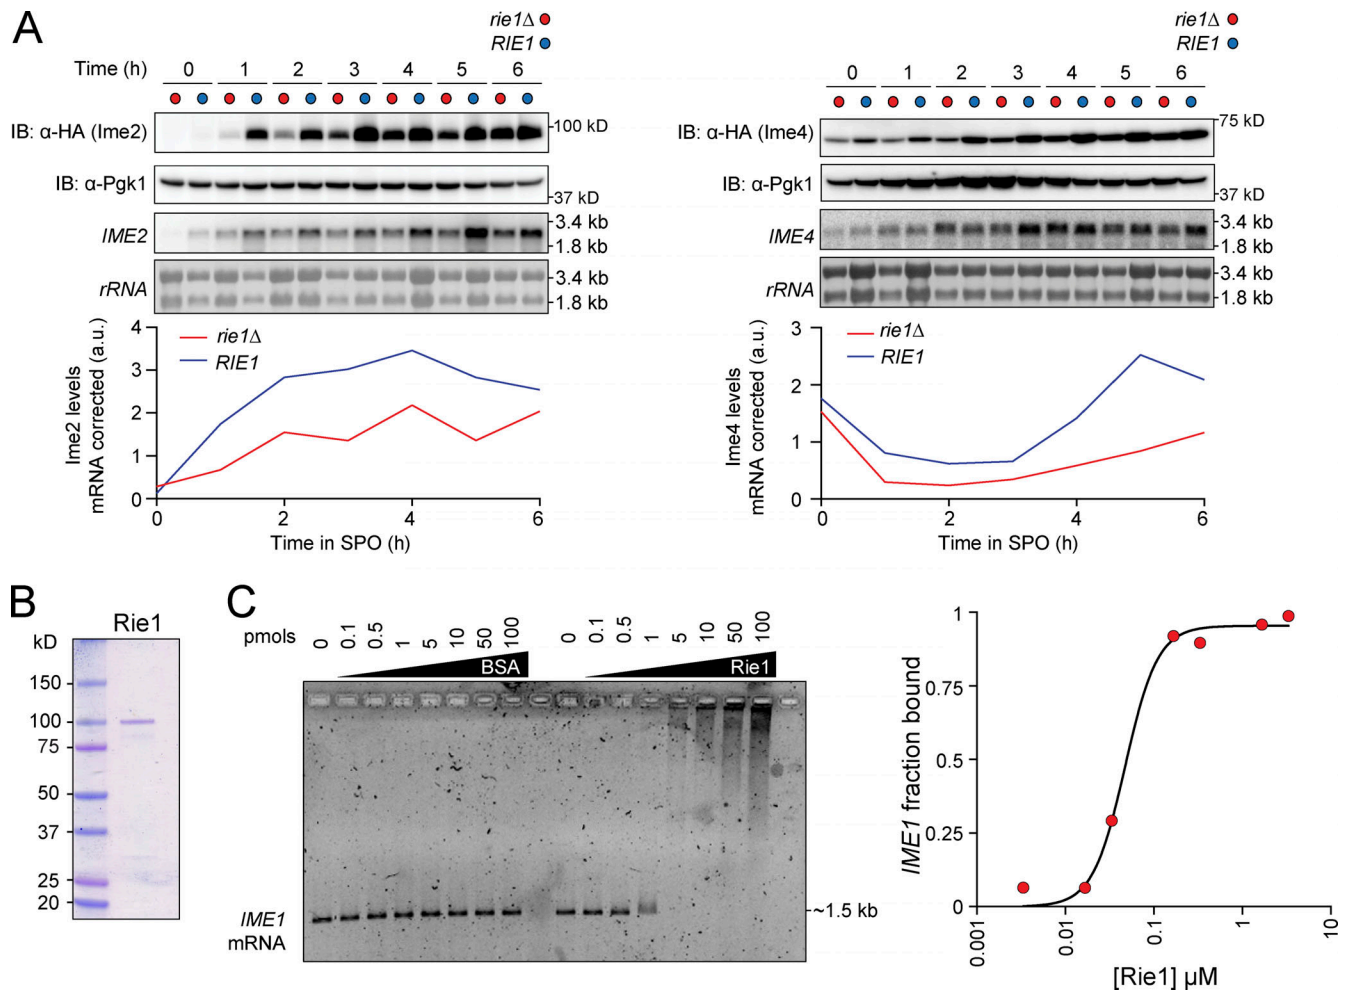 A
rie1Δ
RIE1
Time (h) 0 1 2 3 4 5 6
IB: α-HA (Ime2) 100 kD
IB: α-Pgk1 37 kD
IME2 3.4 kb
1.8 kb
rRNA 3.4 kb
1.8 kb
rie1Δ
RIE1
Ime2 levels
mRNA corrected (a.u.)
4
3
2
1
0
0 2 4 6
Time in SPO (h)
rie1Δ
RIE1
0 1 2 3 4 5 6
IB: α-HA (Ime4) 75 kD
IB: α-Pgk1 37 kD
IME4 3.4 kb
1.8 kb
rRNA 3.4 kb
1.8 kb
rie1Δ
RIE1
Ime4 levels
mRNA corrected (a.u.)
3
2
1
0
0 2 4 6
Time in SPO (h)
B
kD Rie1
150
100
75
50
37
25
20
C
pmols 0 0.1 0.5 1 5 10 50 100 0 0.1 0.5 1 5 10 50 100
BSA Rie1
IME1
mRNA
~1.5 kb
IME1 fraction bound
1
0.75
0.5
0.25
0
0.001 0.01 0.1 1 10
[Rie1] µM